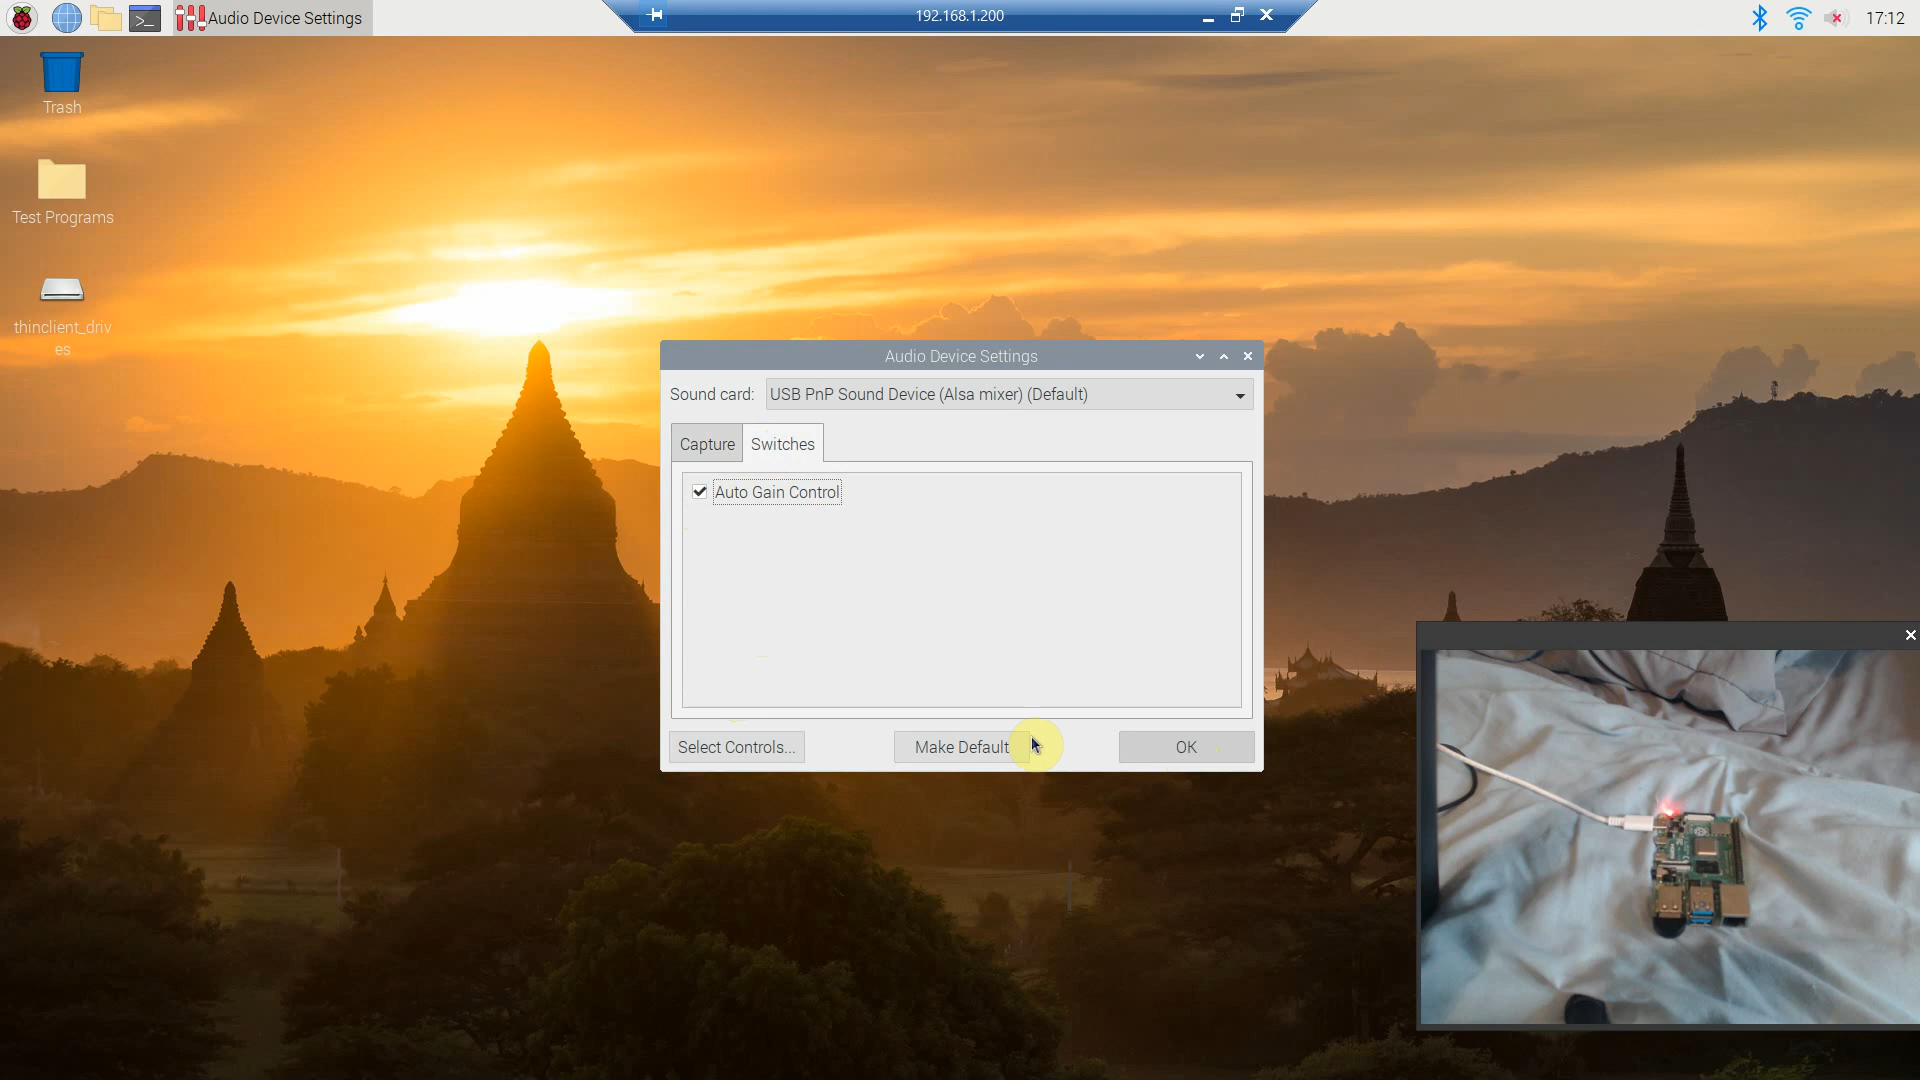 Audio Device Settings
192.168.1.200
17:12
Trash
Test Programs
thinclient_driv
es
Audio Device Settings
Sound card: USB PnP Sound Device (Alsa mixer) (Default)
Capture Switches
Auto Gain Control
Select Controls... Make Default OK